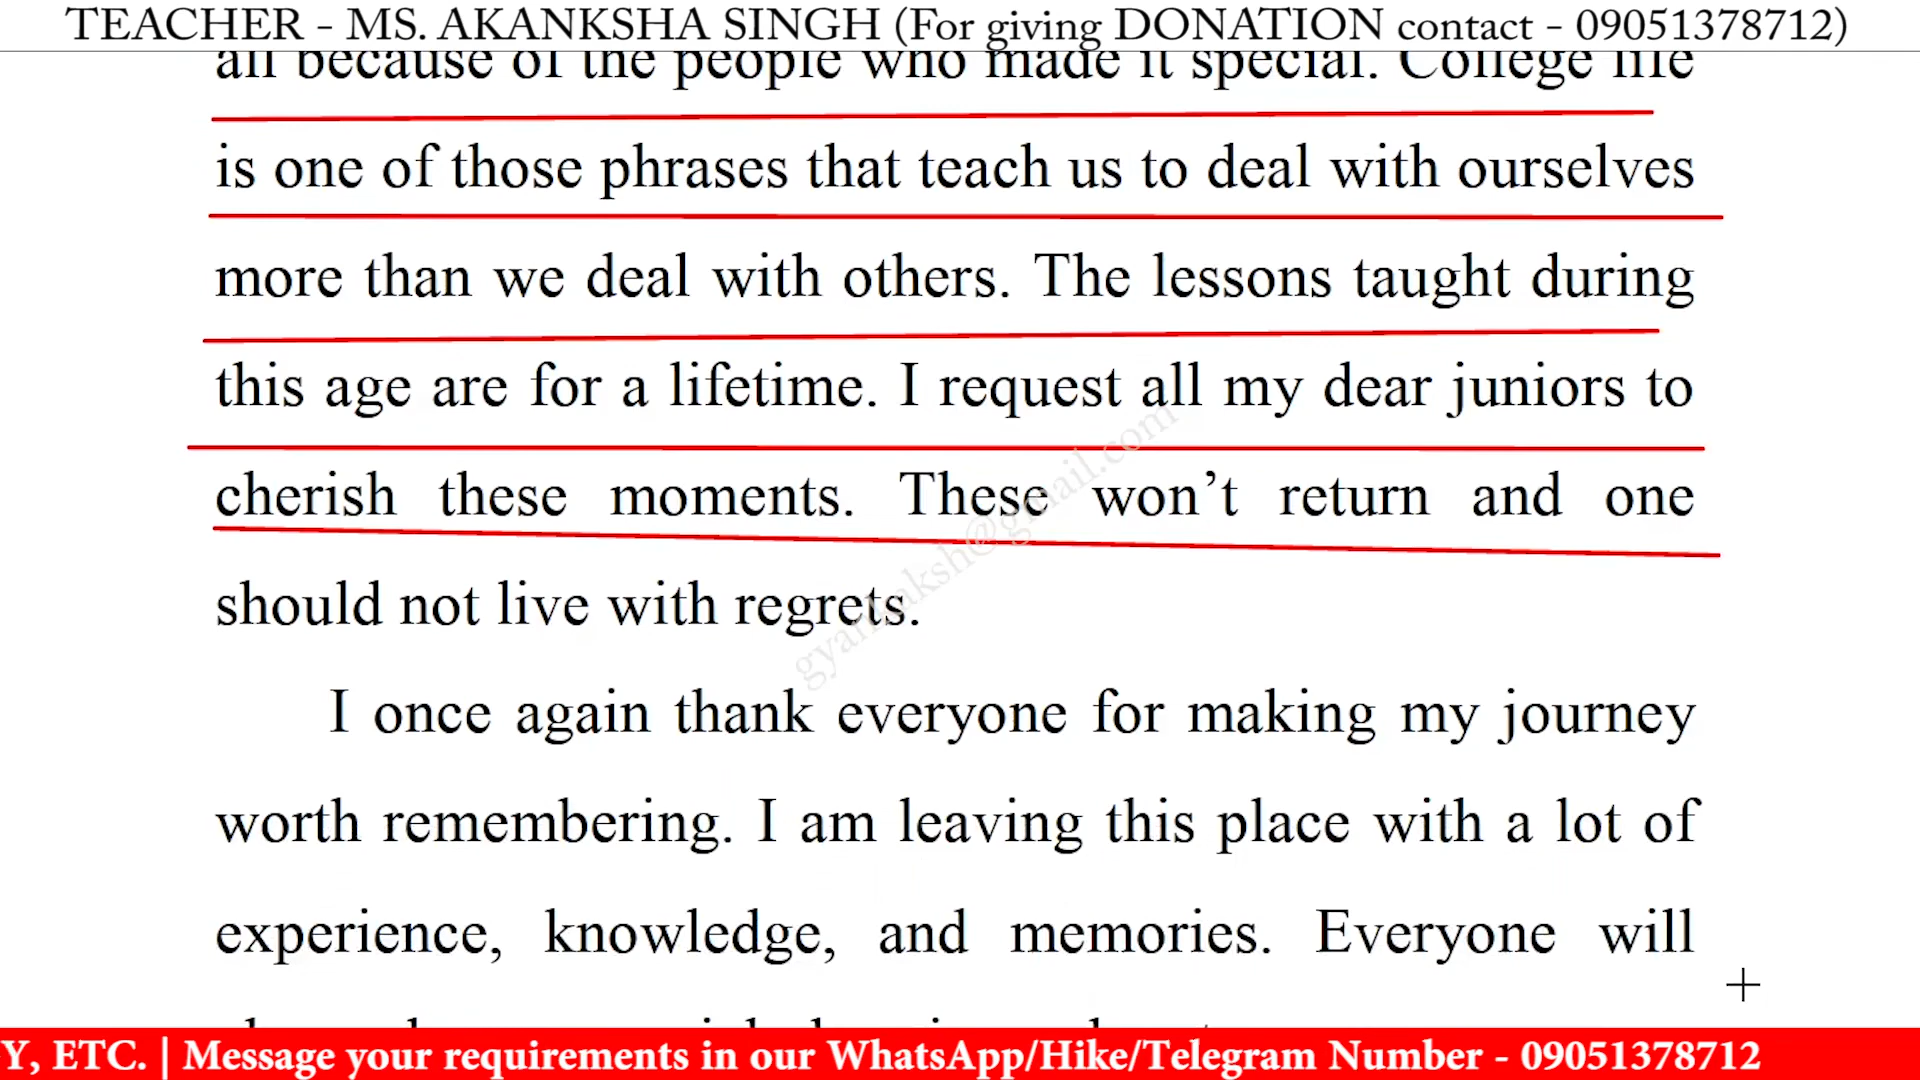 TEACHER - MS. AKANKSHA SINGH (For giving DONATION contact - 09051378712)
all because of the people who made it special. College life
is one of those phrases that teach us to deal with ourselves
more than we deal with others. The lessons taught during
this age are for a lifetime. I request all my dear juniors to
cherish these moments. These won’t return and one
should not live with regrets.
I once again thank everyone for making my journey
worth remembering. I am leaving this place with a lot of
experience, knowledge, and memories. Everyone will
Y, ETC. | Message your requirements in our WhatsApp/Hike/Telegram Number - 09051378712